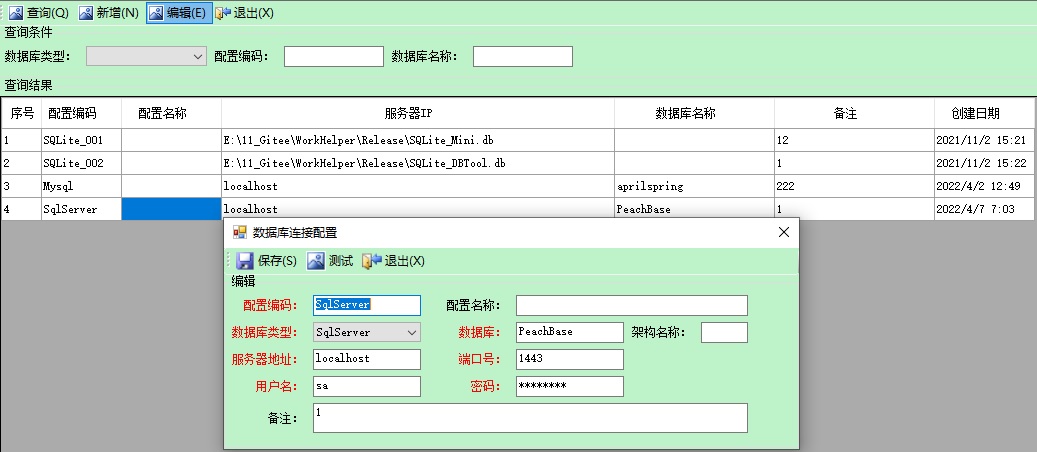 查询(Q) 新增(N) 编辑(E) 退出(X)
查询条件
数据库类型： 配置编码： 数据库名称：
查询结果
序号 配置编码 配置名称 服务器IP 数据库名称 备注 创建日期
1 SQLite_001 E:\11_Gitee\WorkHelper\Release\SQLite_Mini.db 12 2021/11/2 15:21
2 SQLite_002 E:\11_Gitee\WorkHelper\Release\SQLite_DBTool.db 1 2021/11/2 15:22
3 Mysql localhost aprilspring 222 2022/4/2 12:49
4 SqlServer localhost PeachBase 1 2022/4/7 7:03
数据库连接配置
保存(S) 测试 退出(X)
编辑
配置编码： SqlServer 配置名称：
数据库类型： SqlServer 数据库： PeachBase 架构名称：
服务器地址： localhost 端口号： 1443
用户名： sa 密码： ********
备注： 1